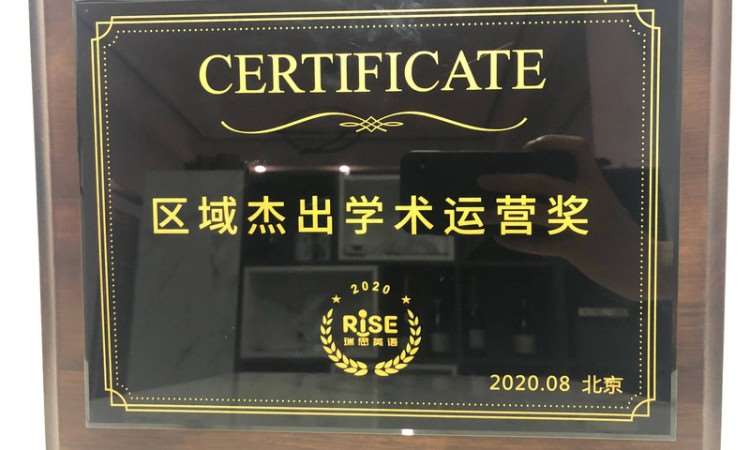 CERTIFICATE
区域杰出学术运营奖
2020
RiSE
瑞思英语
2020.08 北京